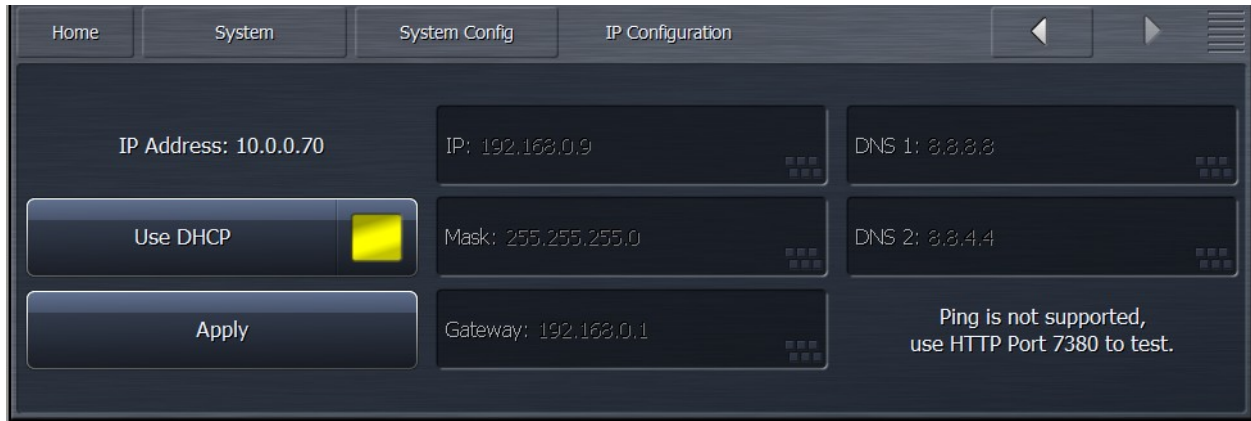 Home
System
System Config
IP Configuration
IP Address: 10.0.0.70
IP: 192.168.0.9
DNS 1: 8.8.8.8
Use DHCP
Mask: 255.255.255.0
DNS 2: 8.8.4.4
Apply
Gateway: 192.168.0.1
Ping is not supported,
use HTTP Port 7380 to test.